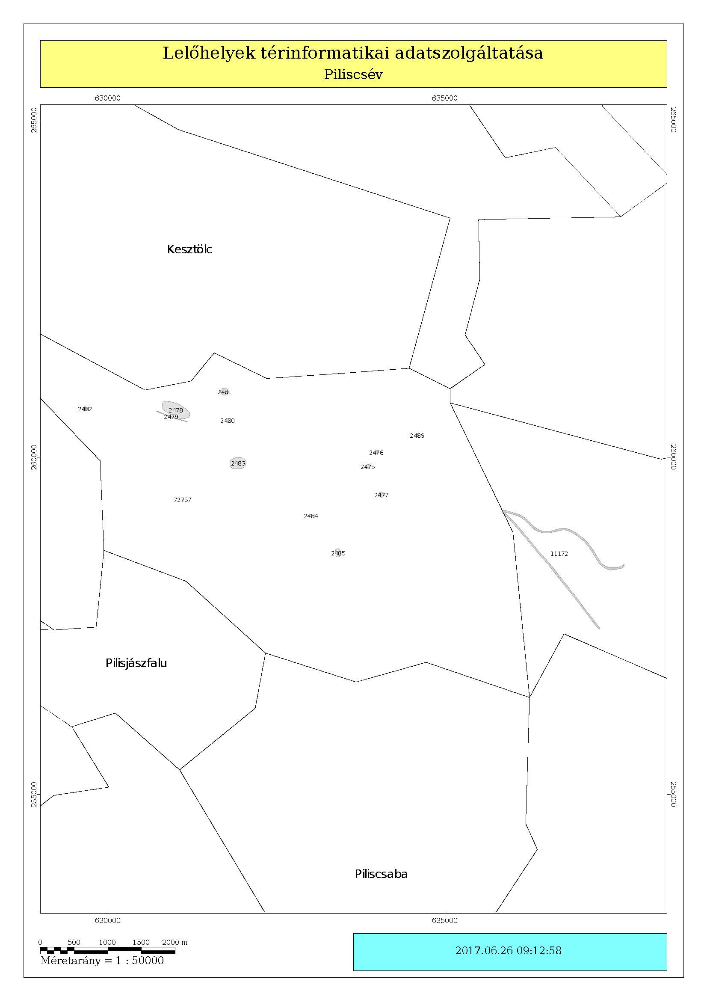 Lelőhelyek térinformatikai adatszolgáltatása
Piliscsév
630000 635000
265000 265000
Kesztölc
2481
2482 2478
2479
2480
2486
2476
260000 260000
2483
2475
2477
72757
2484
2485 11172
Pilisjászfalu
255000 255000
Piliscsaba
630000 635000
0 500 1000 1500 2000 m
Méretarány = 1 : 50000
2017.06.26 09:12:58